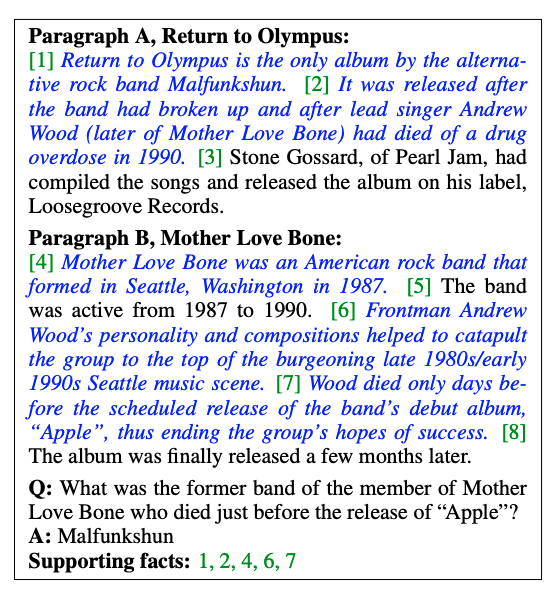 Paragraph A, Return to Olympus:
[1] Return to Olympus is the only album by the alterna-
tive rock band Malfunkshun. [2] It was released after
the band had broken up and after lead singer Andrew
Wood (later of Mother Love Bone) had died of a drug
overdose in 1990. [3] Stone Gossard, of Pearl Jam, had
compiled the songs and released the album on his label,
Loosegroove Records.
Paragraph B, Mother Love Bone:
[4] Mother Love Bone was an American rock band that
formed in Seattle, Washington in 1987. [5] The band
was active from 1987 to 1990. [6] Frontman Andrew
Wood's personality and compositions helped to catapult
the group to the top of the burgeoning late 1980s/early
1990s Seattle music scene. [7] Wood died only days be-
fore the scheduled release of the band's debut album,
“Apple”, thus ending the group's hopes of success. [8]
The album was finally released a few months later.
Q: What was the former band of the member of Mother
Love Bone who died just before the release of “Apple”?
A: Malfunkshun
Supporting facts: 1, 2, 4, 6, 7